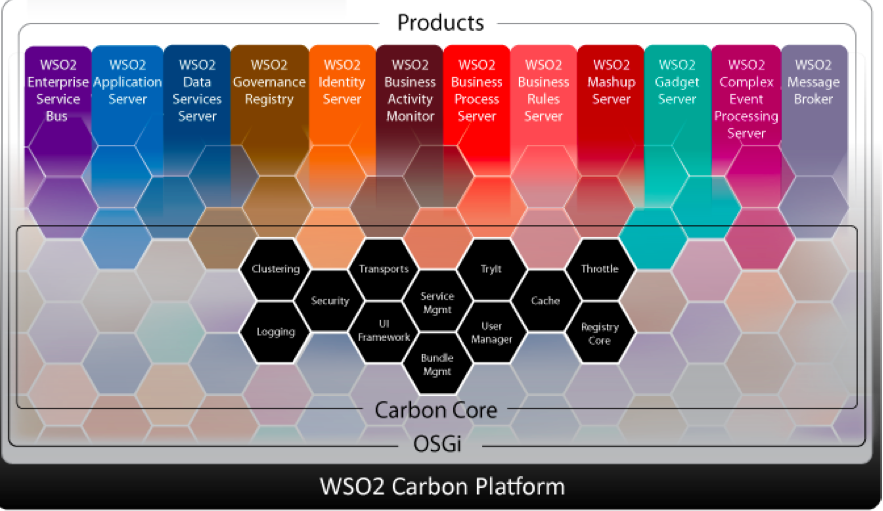 Products
WSO2
Enterprise
Service
Bus
WSO2
Application
Server
WSO2
Data
Services
Server
WSO2
Governance
Registry
WSO2
Identity
Server
WSO2
Business
Activity
Monitor
WSO2
Business
Process
Server
WSO2
Business
Rules
Server
WSO2
Mashup
Server
WSO2
Gadget
Server
WSO2
Complex
Event
Processing
Server
WSO2
Message
Broker
Clustering
Transports
TryIt
Throttle
Security
Service
Mgmt
Cache
Logging
UI
Framework
User
Manager
Registry
Core
Bundle
Mgmt
Carbon Core
OSGi
WSO2 Carbon Platform